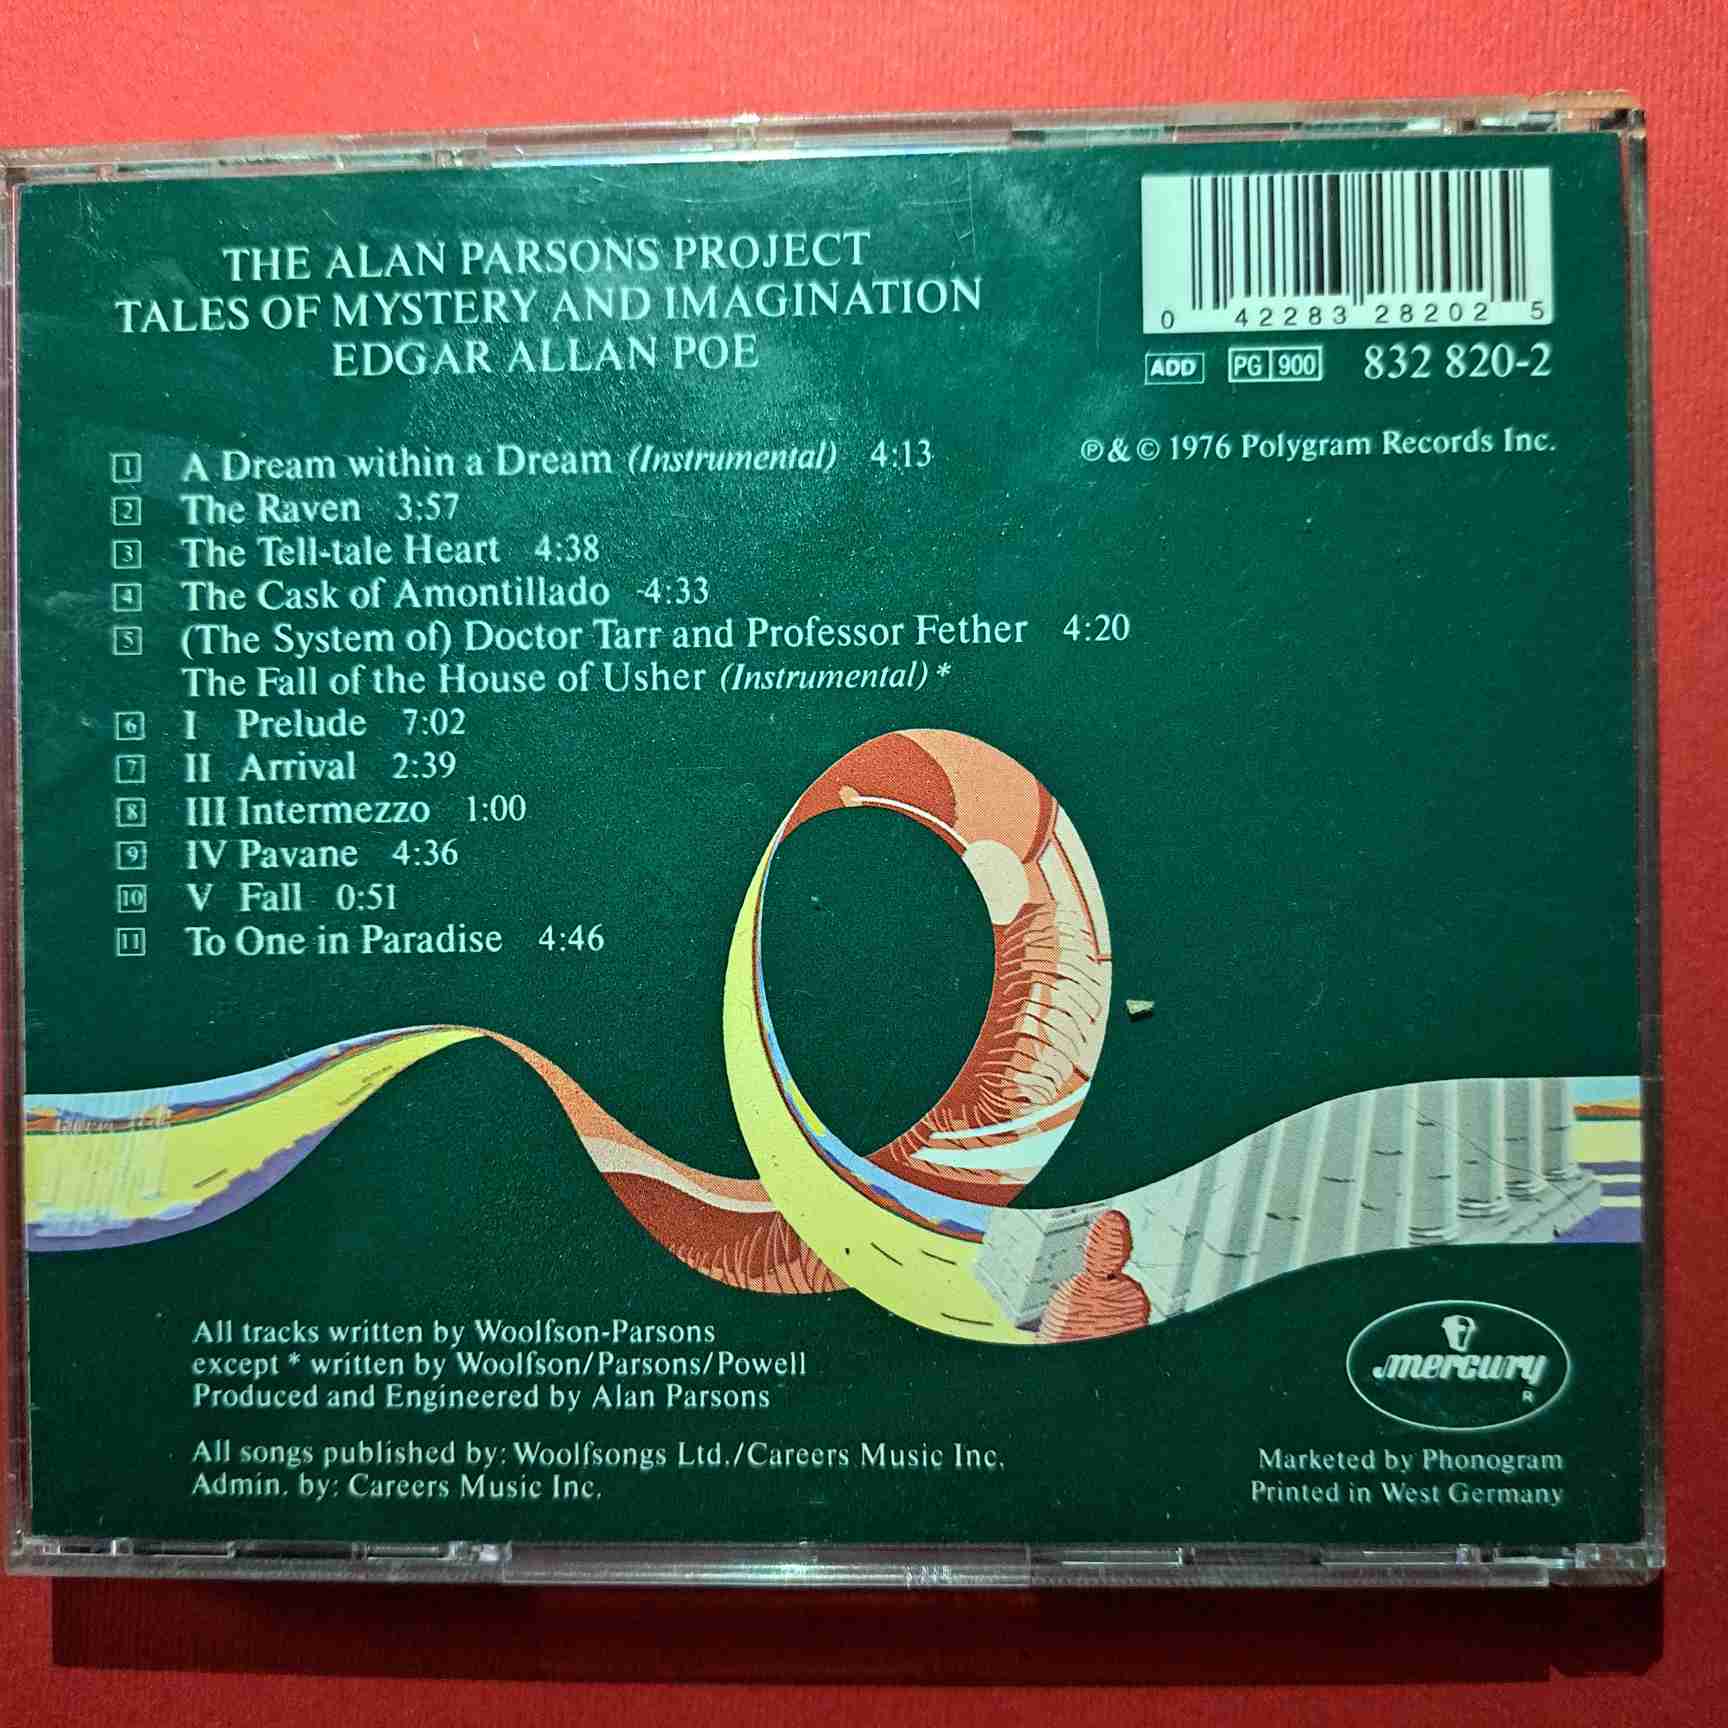 THE ALAN PARSONS PROJECT
TALES OF MYSTERY AND IMAGINATION
EDGAR ALLAN POE
0 42283 28202 5
ADD PG 900 832 820-2
℗ & © 1976 Polygram Records Inc.
1 A Dream within a Dream (Instrumental) 4:13
2 The Raven 3:57
3 The Tell-tale Heart 4:38
4 The Cask of Amontillado 4:33
5 (The System of) Doctor Tarr and Professor Fether 4:20
The Fall of the House of Usher (Instrumental) *
6 I Prelude 7:02
7 II Arrival 2:39
8 III Intermezzo 1:00
9 IV Pavane 4:36
10 V Fall 0:51
11 To One in Paradise 4:46
All tracks written by Woolfson-Parsons
except * written by Woolfson/Parsons/Powell
Produced and Engineered by Alan Parsons
All songs published by: Woolfsongs Ltd./Careers Music Inc.
Admin. by: Careers Music Inc.
mercury
®
Marketed by Phonogram
Printed in West Germany